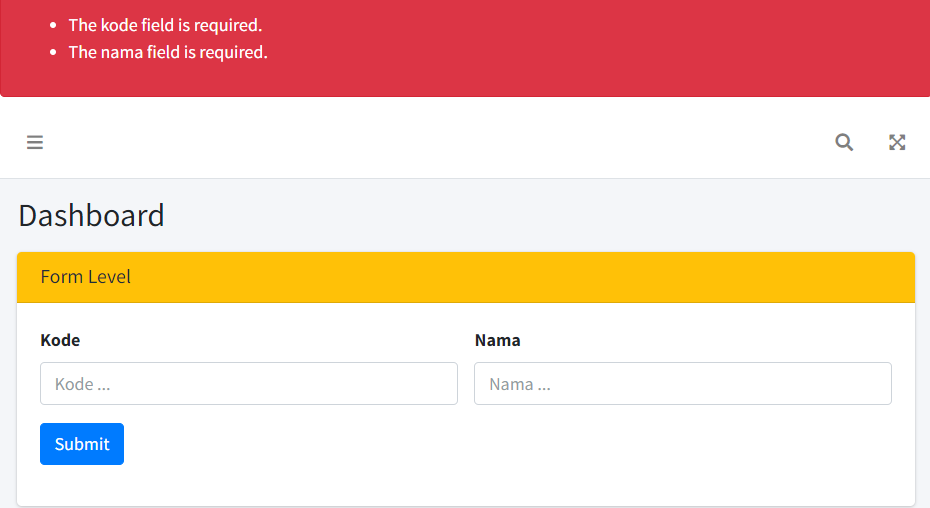 The kode field is required.
The nama field is required.
Dashboard
Form Level
Kode
Nama
Kode ...
Nama ...
Submit